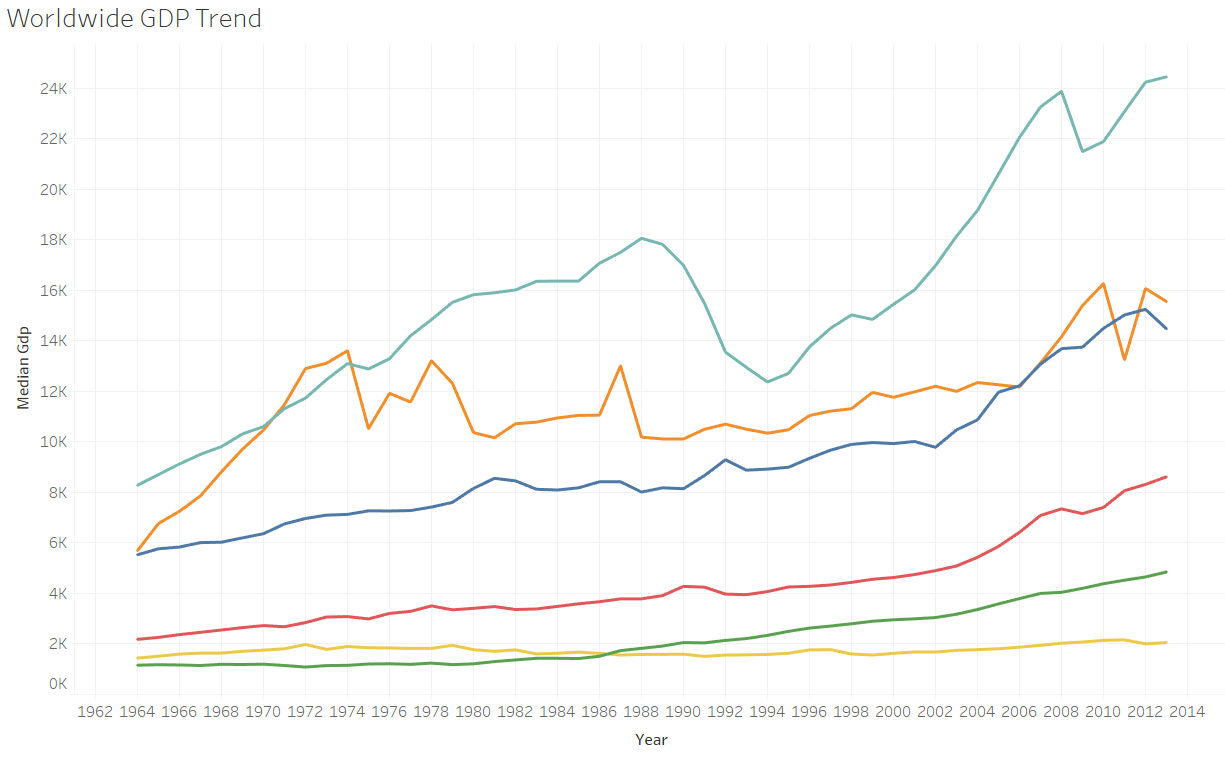 Worldwide GDP Trend
24K
22K
20K
18K
16K
14K
12K
10K
8K
6K
4K
2K
0K
Median Gdp
1962 1964 1966 1968 1970 1972 1974 1976 1978 1980 1982 1984 1986 1988 1990 1992 1994 1996 1998 2000 2002 2004 2006 2008 2010 2012 2014
Year